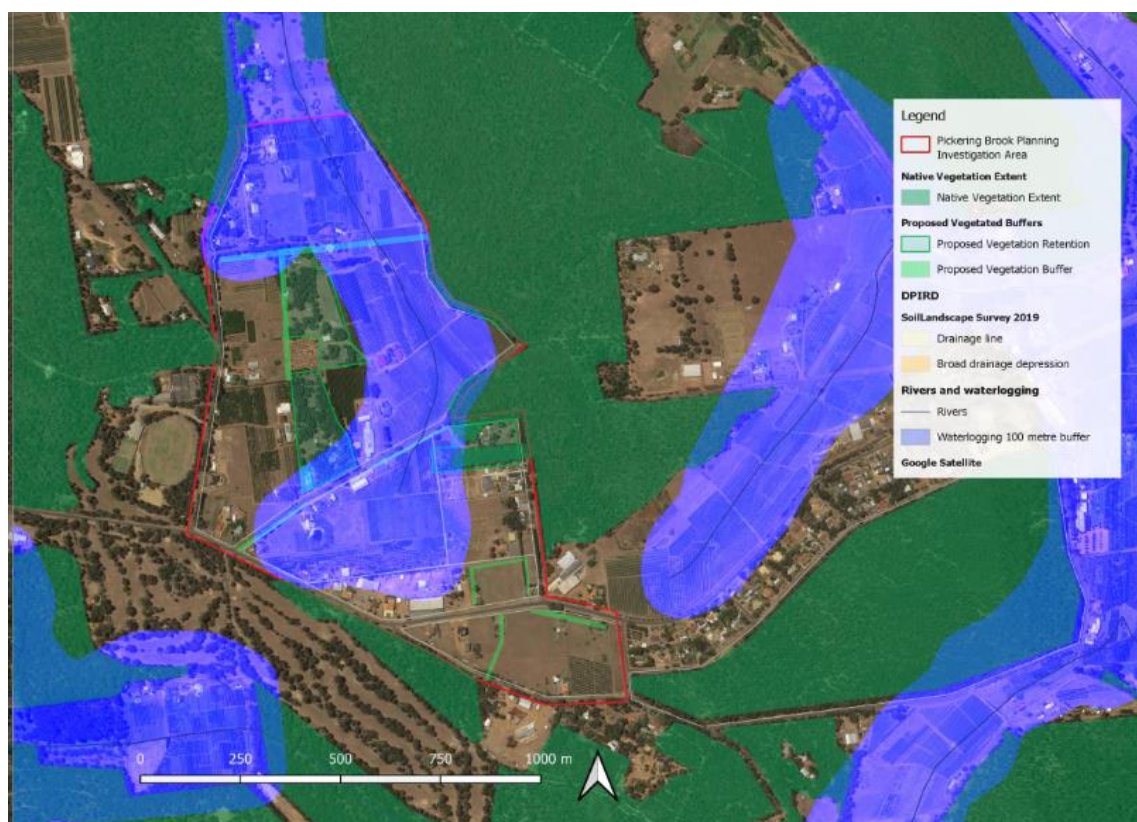 Legend
Pickering Brook Planning
Investigation Area
Native Vegetation Extent
Native Vegetation Extent
Proposed Vegetated Buffers
Proposed Vegetation Retention
Proposed Vegetation Buffer
DPIRD
SoilLandscape Survey 2019
Drainage line
Broad drainage depression
Rivers and waterlogging
Rivers
Waterlogging 100 metre buffer
Google Satellite
0 250 500 750 1000 m